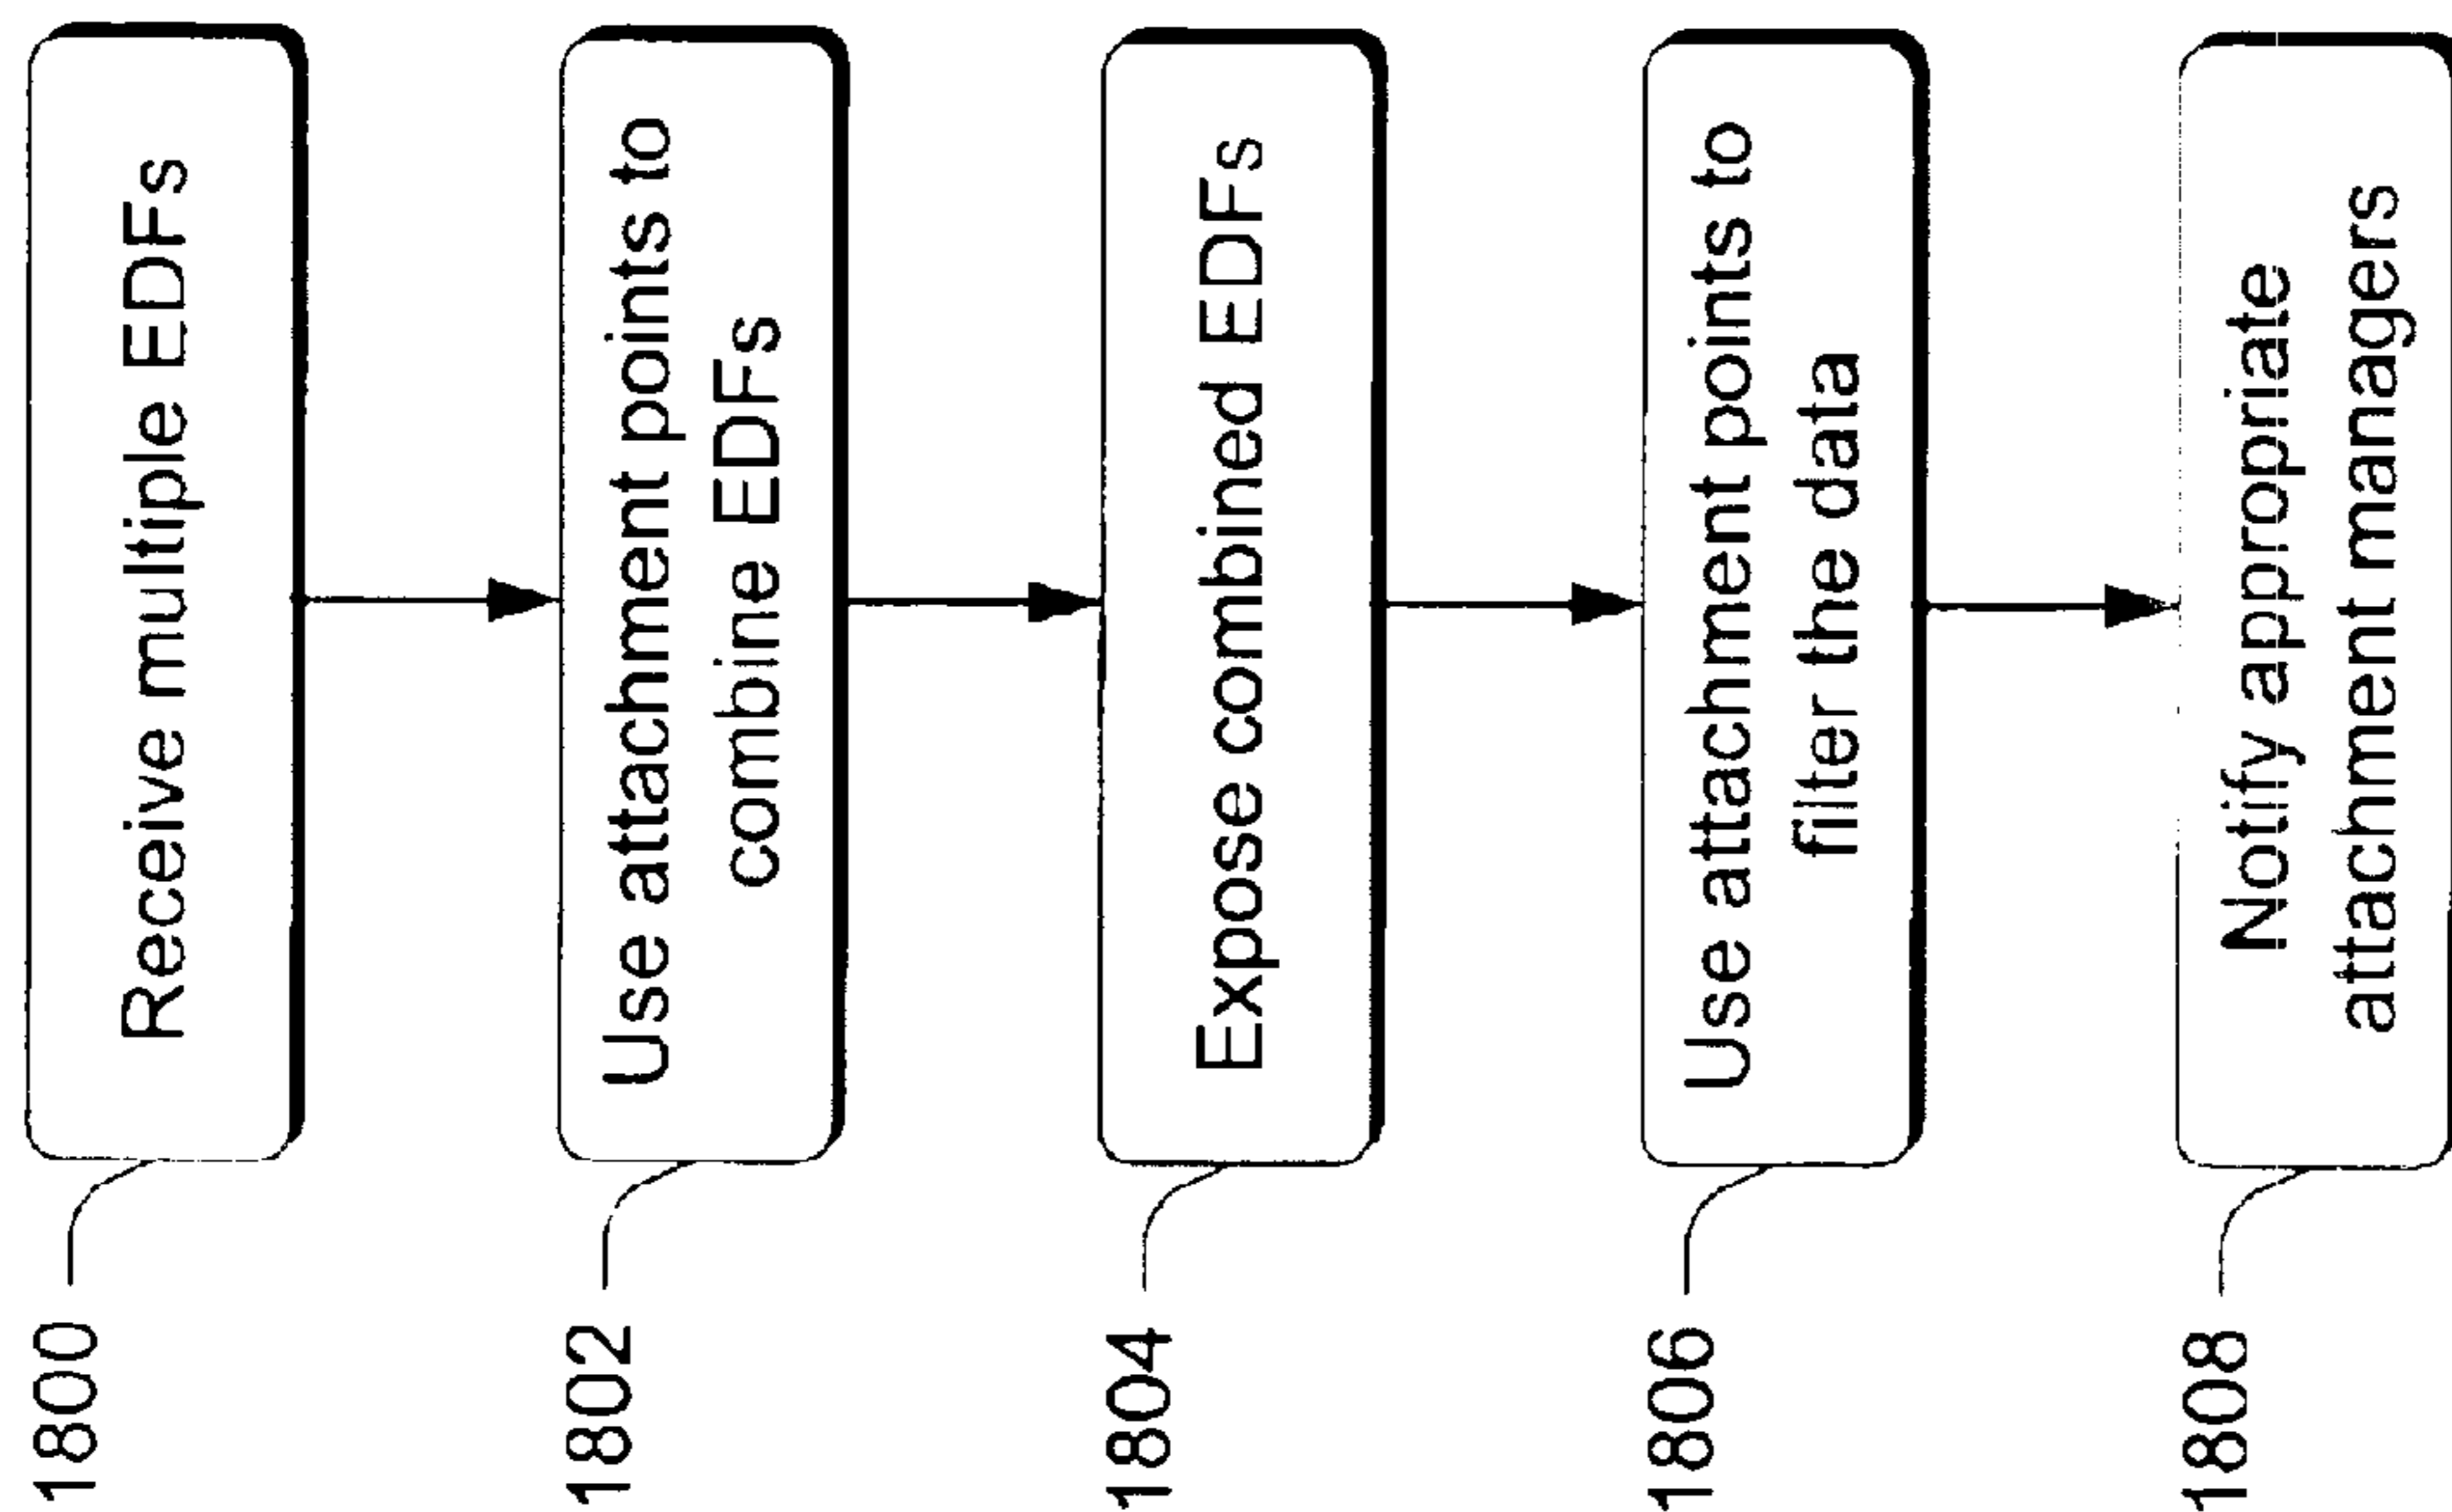 1800
Receive multiple EDFs
1802
Use attachment points to
combine EDFs
1804
Expose combined EDFs
1806
Use attachment points to
filter the data
1808
Notify appropriate
attachment managers